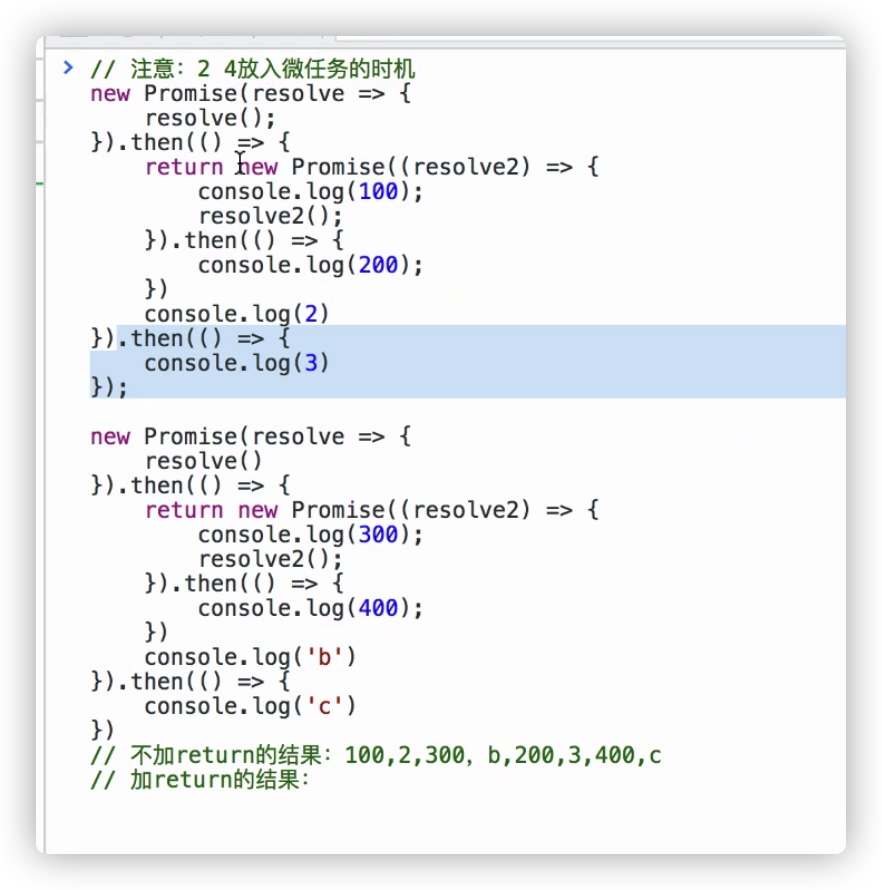 > // 注意：2 4放入微任务的时机
new Promise(resolve => {
    resolve();
}).then(() => {
    return new Promise((resolve2) => {
        console.log(100);
        resolve2();
    }).then(() => {
        console.log(200);
    })
    console.log(2)
}).then(() => {
    console.log(3)
});

new Promise(resolve => {
    resolve()
}).then(() => {
    return new Promise((resolve2) => {
        console.log(300);
        resolve2();
    }).then(() => {
        console.log(400);
    })
    console.log('b')
}).then(() => {
    console.log('c')
})
// 不加return的结果：100,2,300，b,200,3,400,c
// 加return的结果：